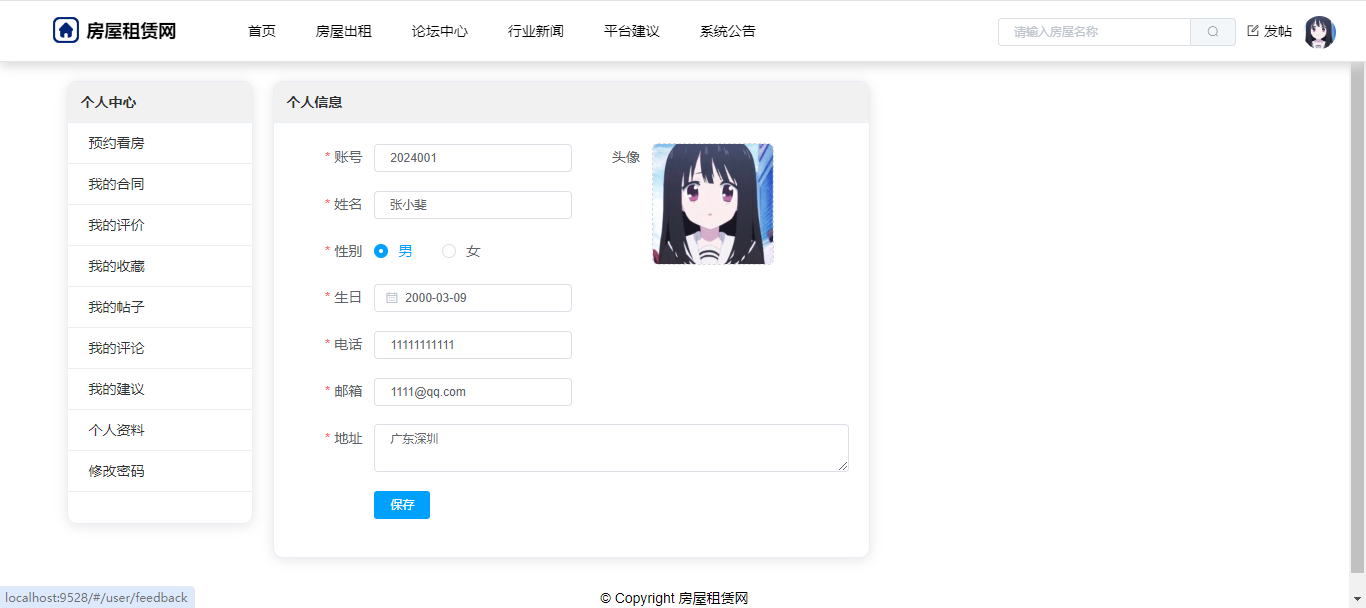 房屋租赁网 首页 房屋出租 论坛中心 行业新闻 平台建议 系统公告 请输入房屋名称 发帖
个人中心
预约看房
我的合同
我的评价
我的收藏
我的帖子
我的评论
我的建议
个人资料
修改密码
个人信息
* 账号 2024001
头像
* 姓名 张小斐
* 性别 男 女
* 生日 2000-03-09
* 电话 11111111111
* 邮箱 1111@qq.com
* 地址 广东深圳
保存
© Copyright 房屋租赁网
localhost:9528/#/user/feedback